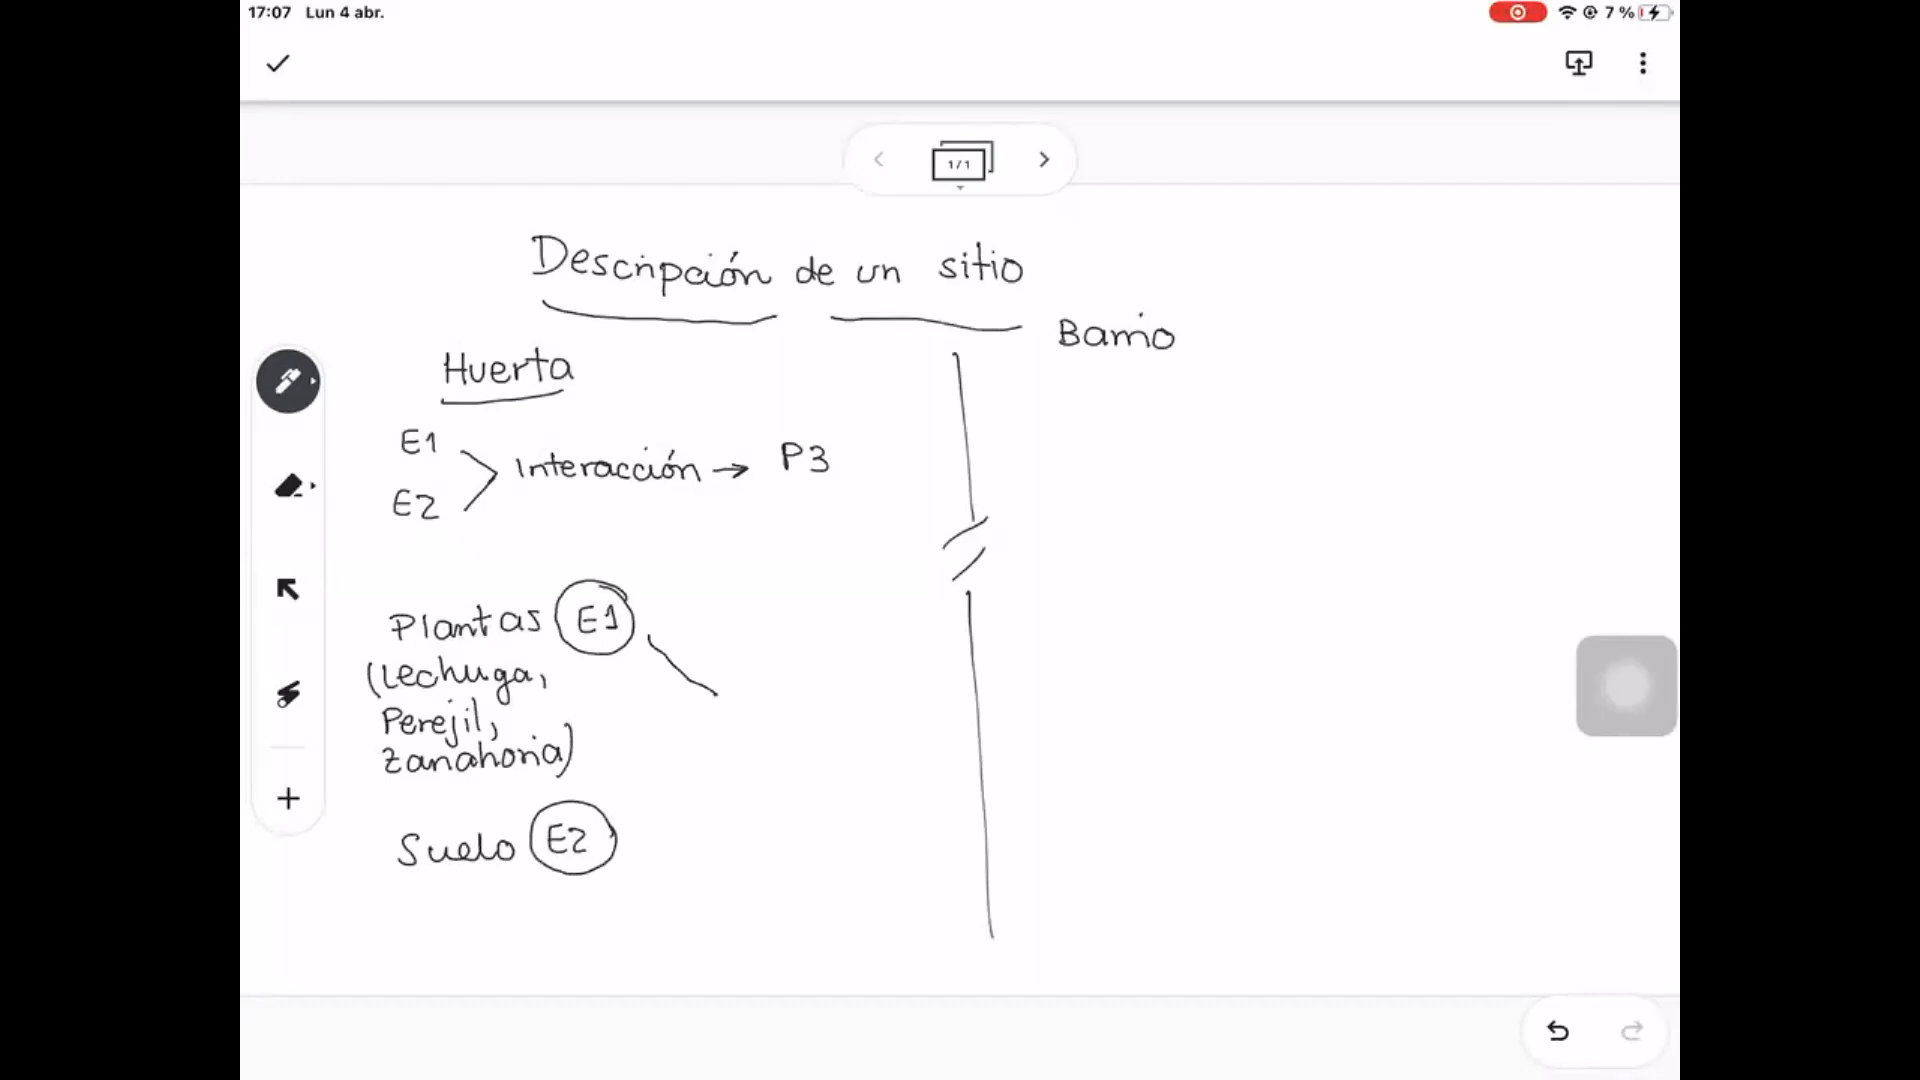 17:07 Lun 4 abr.
7 %
1/1
Descripción de un sitio
Barrio
Huerta
E1
Interacción → P3
E2
Plantas E1
(Lechuga,
Perejil,
Zanahoria)
Suelo E2